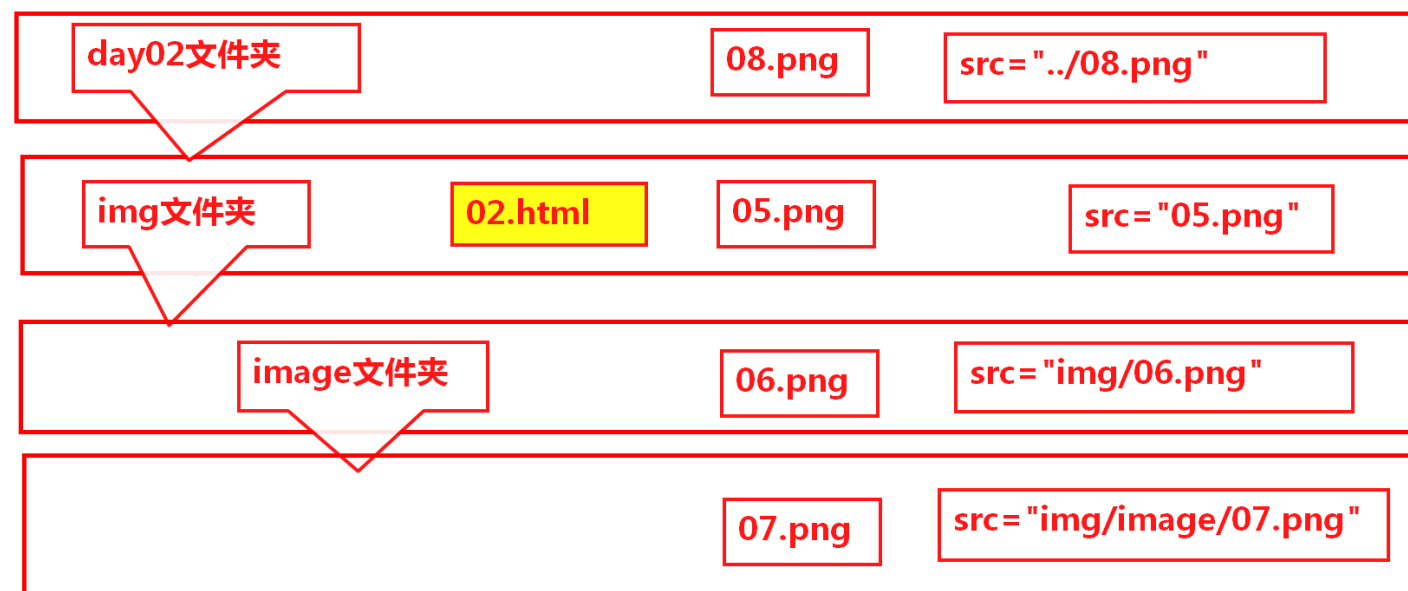 day02文件夹
08.png
src="../08.png"
img文件夹
02.html
05.png
src="05.png"
image文件夹
06.png
src="img/06.png"
07.png
src="img/image/07.png"